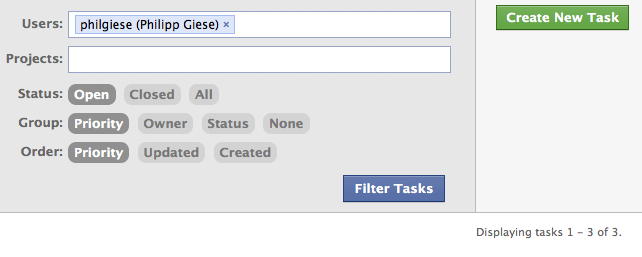 Users: philgiese (Philipp Giese) × Create New Task
Projects:
Status: Open Closed All
Group: Priority Owner Status None
Order: Priority Updated Created
Filter Tasks
Displaying tasks 1 – 3 of 3.